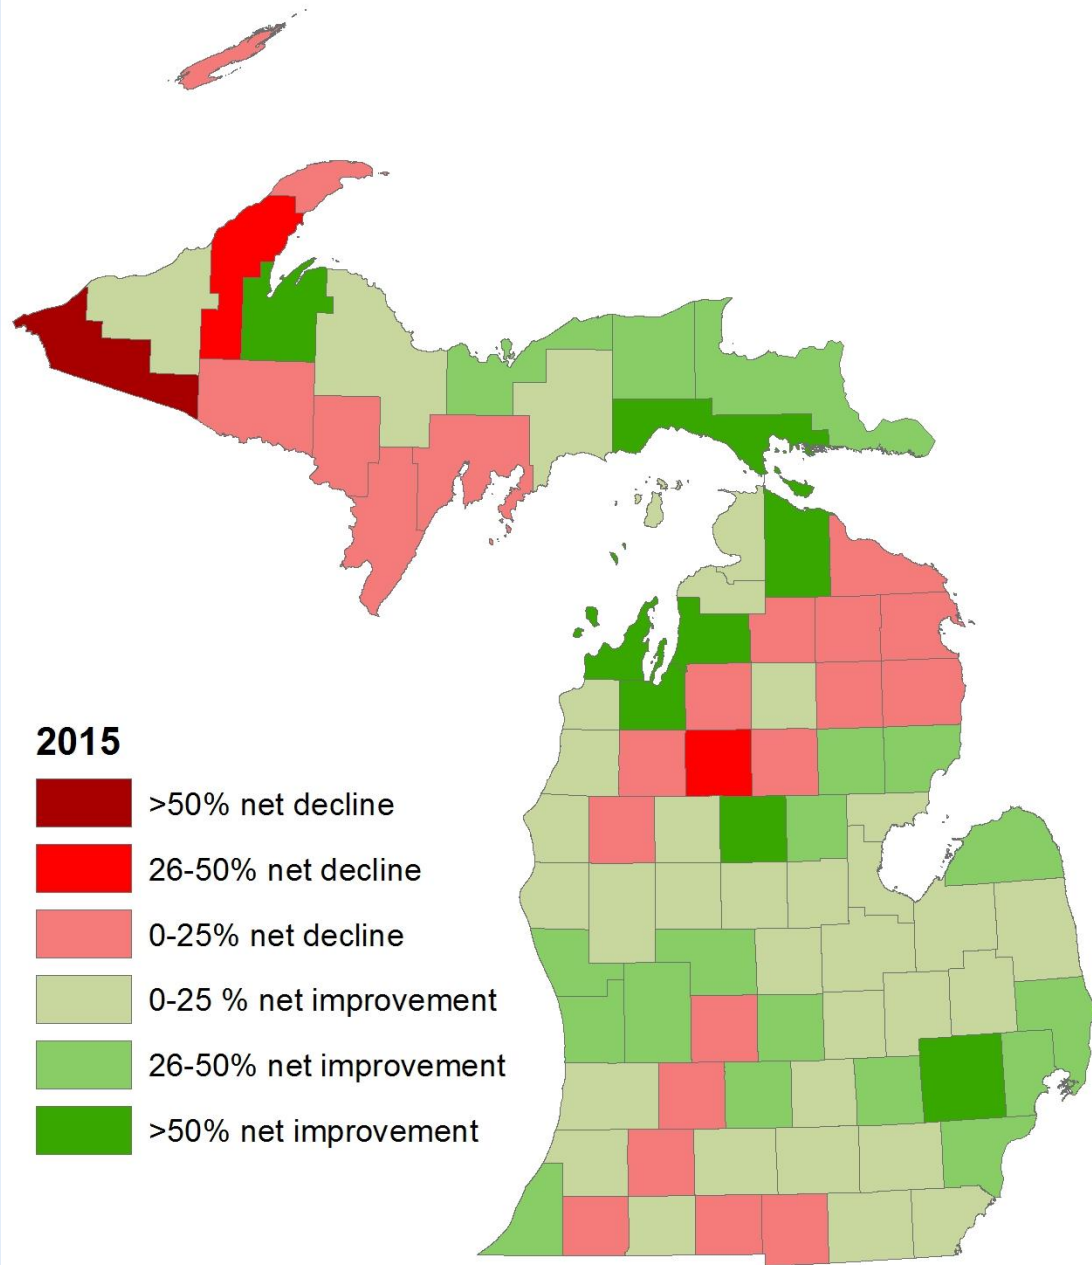 2015
>50% net decline
26-50% net decline
0-25% net decline
0-25 % net improvement
26-50% net improvement
>50% net improvement